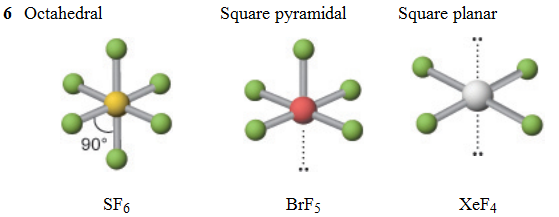 6 Octahedral Square pyramidal Square planar
90°
SF6 BrF5 XeF4